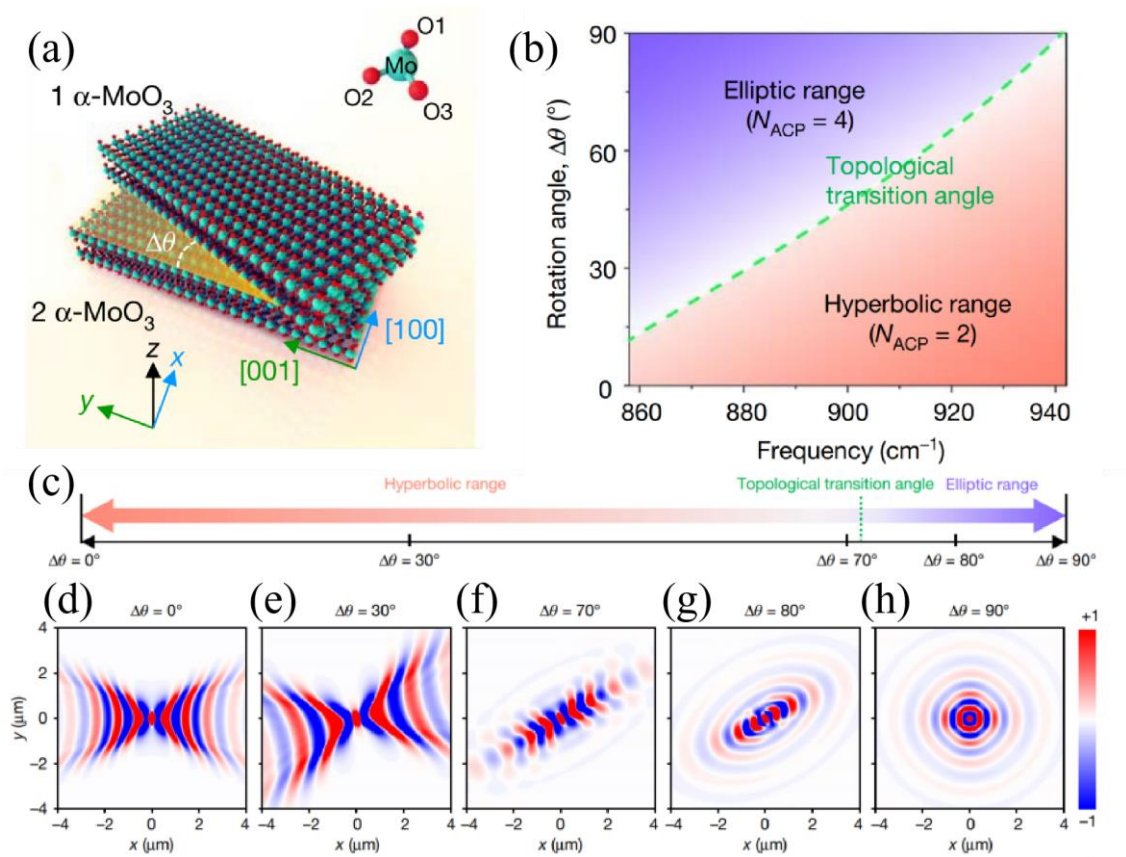 (a)
O1
Mo
O2
O3
1 α-MoO₃
Δθ
2 α-MoO₃
[100]
[001]
z
x
y
(b)
90
60
30
0
Rotation angle, Δθ (°)
Elliptic range
(N_ACP = 4)
Topological
transition angle
Hyperbolic range
(N_ACP = 2)
860 880 900 920 940
Frequency (cm⁻¹)
(c)
Hyperbolic range Topological transition angle Elliptic range
Δθ = 0° Δθ = 30° Δθ = 70° Δθ = 80° Δθ = 90°
(d) (e) (f) (g) (h)
Δθ = 0° Δθ = 30° Δθ = 70° Δθ = 80° Δθ = 90°
4
2
0
−2
−4
y (μm)
−4 −2 0 2 4
−4 −2 0 2 4
−4 −2 0 2 4
−4 −2 0 2 4
−4 −2 0 2 4
x (μm) x (μm) x (μm) x (μm) x (μm)
+1
−1